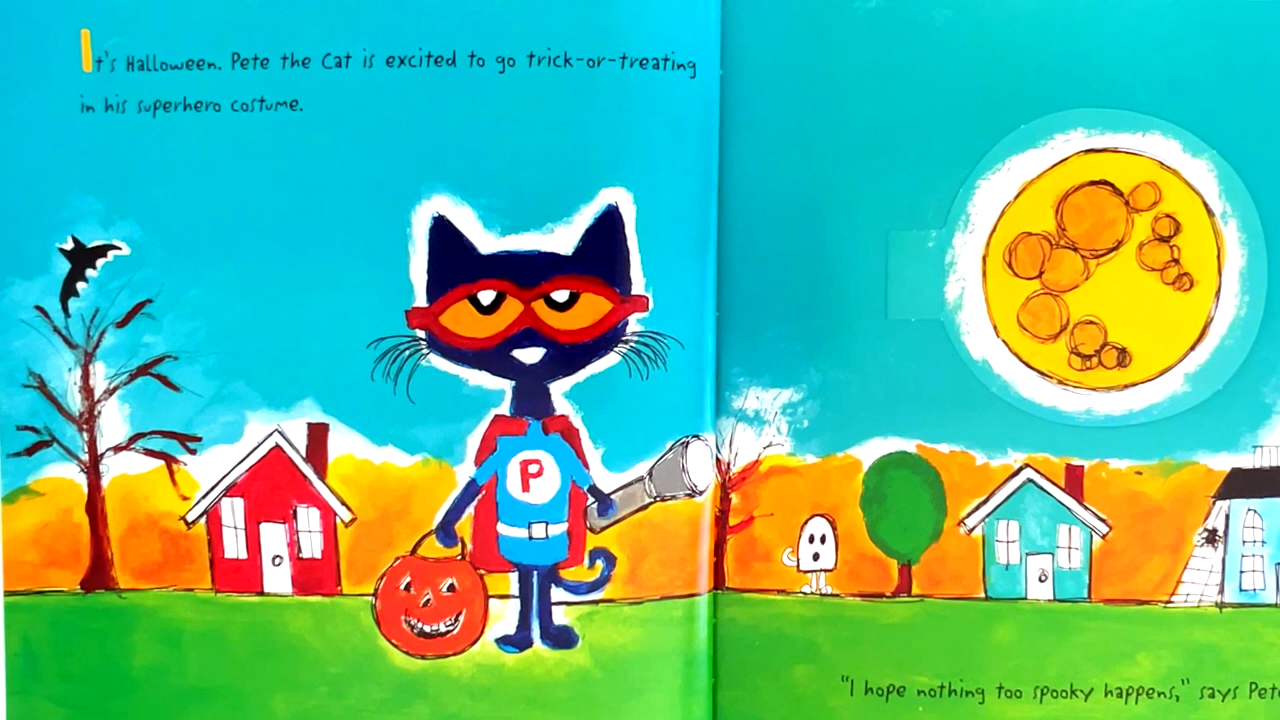 It's Halloween. Pete the Cat is excited to go trick-or-treating
in his superhero costume.
P
"I hope nothing too spooky happens," says Pete